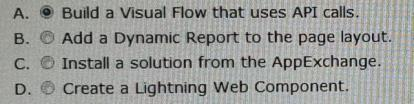 A. Build a Visual Flow that uses API calls.
B. Add a Dynamic Report to the page layout.
C. Install a solution from the AppExchange.
D. Create a Lightning Web Component.